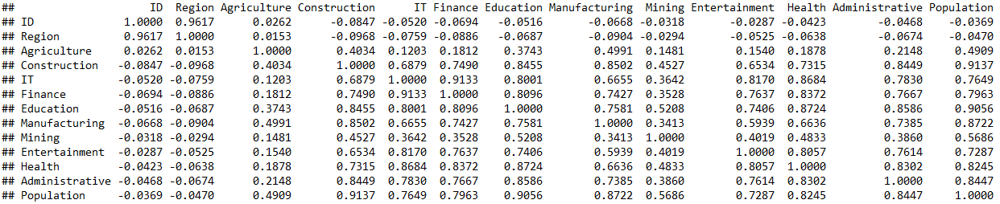 ##                     ID  Region Agriculture Construction      IT Finance Education Manufacturing  Mining Entertainment  Health Administrative Population
## ID              1.0000  0.9617      0.0262      -0.0847 -0.0520 -0.0694   -0.0516       -0.0668 -0.0318       -0.0287 -0.0423        -0.0468    -0.0369
## Region          0.9617  1.0000      0.0153      -0.0968 -0.0759 -0.0886   -0.0687       -0.0904 -0.0294       -0.0525 -0.0638        -0.0674    -0.0470
## Agriculture     0.0262  0.0153      1.0000       0.4034  0.1203  0.1812    0.3743        0.4991  0.1481        0.1540  0.1878         0.2148     0.4909
## Construction   -0.0847 -0.0968      0.4034       1.0000  0.6879  0.7490    0.8455        0.8502  0.4527        0.6534  0.7315         0.8449     0.9137
## IT             -0.0520 -0.0759      0.1203       0.6879  1.0000  0.9133    0.8001        0.6655  0.3642        0.8170  0.8684         0.7830     0.7649
## Finance        -0.0694 -0.0886      0.1812       0.7490  0.9133  1.0000    0.8096        0.7427  0.3528        0.7637  0.8372         0.7667     0.7963
## Education      -0.0516 -0.0687      0.3743       0.8455  0.8001  0.8096    1.0000        0.7581  0.5208        0.7406  0.8724         0.8586     0.9056
## Manufacturing  -0.0668 -0.0904      0.4991       0.8502  0.6655  0.7427    0.7581        1.0000  0.3413        0.5939  0.6636         0.7385     0.8722
## Mining         -0.0318 -0.0294      0.1481       0.4527  0.3642  0.3528    0.5208        0.3413  1.0000        0.4019  0.4833         0.3860     0.5686
## Entertainment  -0.0287 -0.0525      0.1540       0.6534  0.8170  0.7637    0.7406        0.5939  0.4019        1.0000  0.8057         0.7614     0.7287
## Health         -0.0423 -0.0638      0.1878       0.7315  0.8684  0.8372    0.8724        0.6636  0.4833        0.8057  1.0000         0.8302     0.8245
## Administrative -0.0468 -0.0674      0.2148       0.8449  0.7830  0.7667    0.8586        0.7385  0.3860        0.7614  0.8302         1.0000     0.8447
## Population     -0.0369 -0.0470      0.4909       0.9137  0.7649  0.7963    0.9056        0.8722  0.5686        0.7287  0.8245         0.8447     1.0000